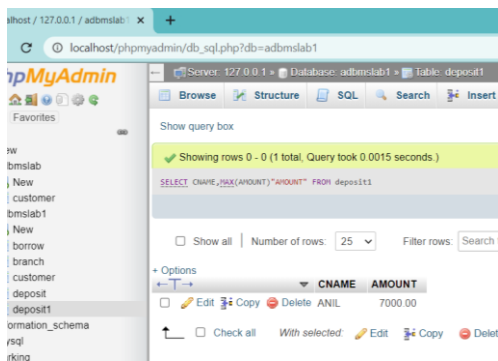 alhost / 127.0.0.1 / adbmslab1 × +
localhost/phpmyadmin/db_sql.php?db=adbmslab1
hpMyAdmin
Favorites
ew
bmslab
New
customer
bmslab1
New
borrow
branch
customer
deposit
deposit1
formation_schema
ysql
rking
Server: 127.0.0.1 » Database: adbmslab1 » Table: deposit1
Browse Structure SQL Search Insert
Show query box
Showing rows 0 - 0 (1 total, Query took 0.0015 seconds.)
SELECT CNAME,MAX(AMOUNT)"AMOUNT" FROM deposit1
Show all Number of rows: 25 Filter rows: Search
+ Options
←T→ CNAME AMOUNT
Edit Copy Delete ANIL 7000.00
Check all With selected: Edit Copy Delet